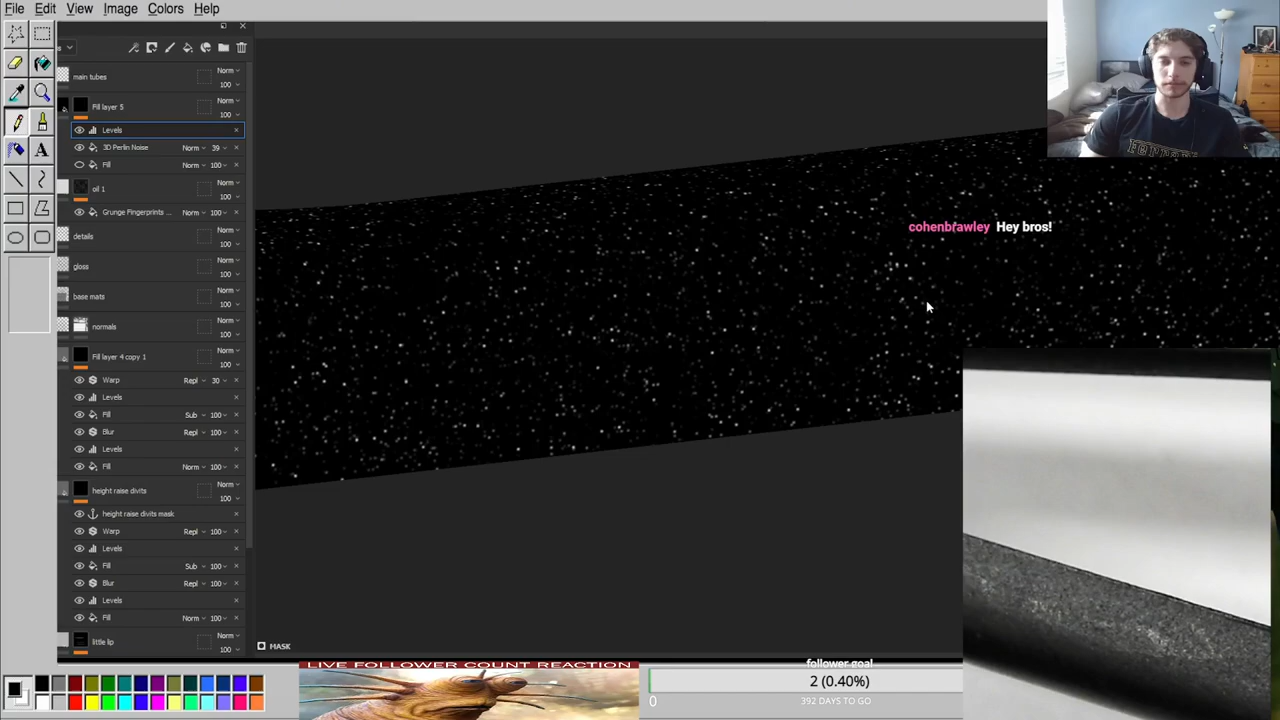 File Edit View Image Colors Help
main tubes Norm
100
Fill layer 5 Norm
100
Levels
3D Perlin Noise Norm 39
Fill Norm 100
oil 1 Norm
100
Grunge Fingerprints ... Norm 100
details Norm
100
gloss Norm
100
base mats Norm
100
normals Norm
100
Fill layer 4 copy 1 Norm
100
Warp Repl 30
Levels
Fill Sub 100
Blur Repl 100
Levels
Fill Norm 100
height raise divits Norm
100
height raise divits mask
Warp Repl 100
Levels
Fill Sub 100
Blur Repl 100
Levels
Fill Norm 100
little lip Norm
100
A
cohenbrawley Hey bros!
MASK
LIVE FOLLOWER COUNT REACTION
follower goal
2 (0.40%)
0
392 DAYS TO GO